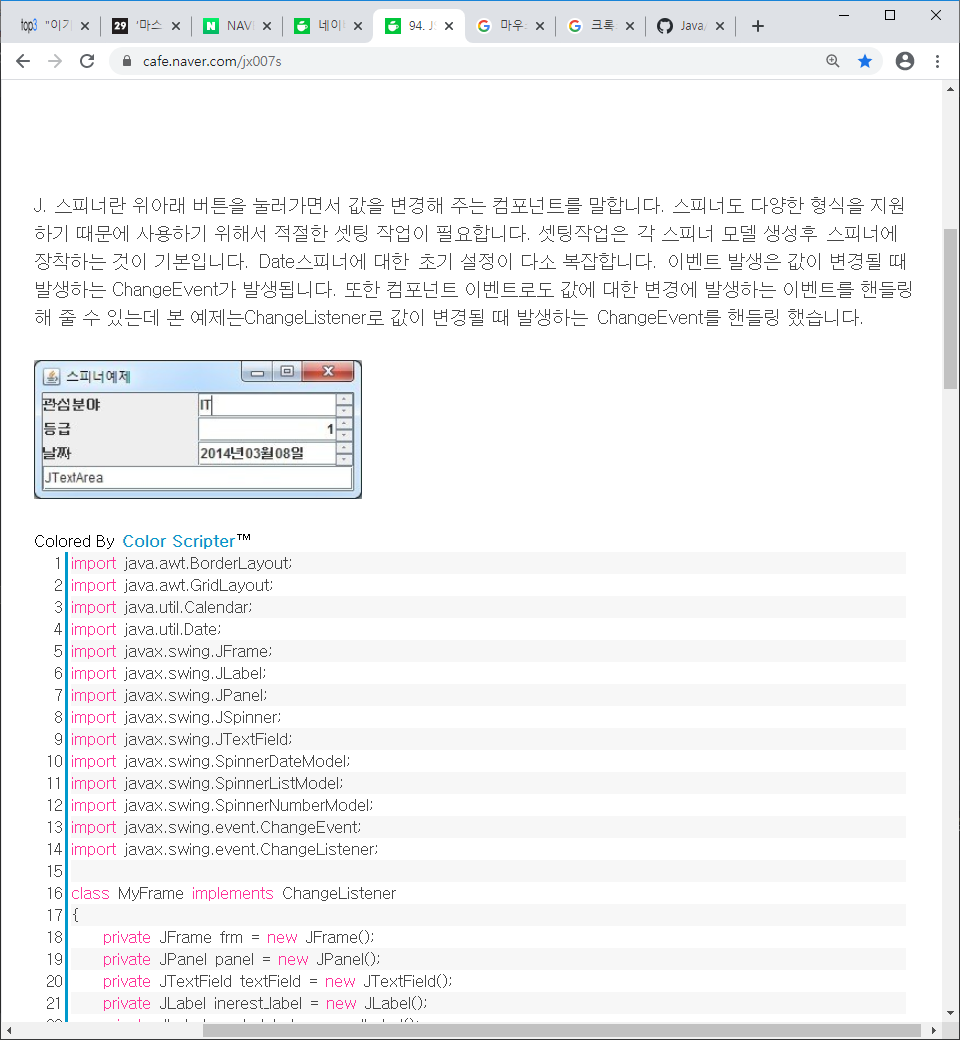 top3 "이기
29 '마스
N NAVE
네이버
94. JS
G 마우스
G 크롬
Java/
cafe.naver.com/jx007s
J. 스피너란 위아래 버튼을 눌러가면서 값을 변경해 주는 컴포넌트를 말합니다. 스피너도 다양한 형식을 지원
하기 때문에 사용하기 위해서 적절한 셋팅 작업이 필요합니다. 셋팅작업은 각 스피너 모델 생성후 스피너에
장착하는 것이 기본입니다. Date스피너에 대한 초기 설정이 다소 복잡합니다. 이벤트 발생은 값이 변경될 때
발생하는 ChangeEvent가 발생됩니다. 또한 컴포넌트 이벤트로도 값에 대한 변경에 발생하는 이벤트를 핸들링
해 줄 수 있는데 본 예제는ChangeListener로 값이 변경될 때 발생하는 ChangeEvent를 핸들링 했습니다.
스피너예제
관심분야 IT
등급 1
날짜 2014년03월08일
JTextArea
Colored By Color Scripter™
1 import java.awt.BorderLayout;
2 import java.awt.GridLayout;
3 import java.util.Calendar;
4 import java.util.Date;
5 import javax.swing.JFrame;
6 import javax.swing.JLabel;
7 import javax.swing.JPanel;
8 import javax.swing.JSpinner;
9 import javax.swing.JTextField;
10 import javax.swing.SpinnerDateModel;
11 import javax.swing.SpinnerListModel;
12 import javax.swing.SpinnerNumberModel;
13 import javax.swing.event.ChangeEvent;
14 import javax.swing.event.ChangeListener;
15
16 class MyFrame implements ChangeListener
17 {
18 private JFrame frm = new JFrame();
19 private JPanel panel = new JPanel();
20 private JTextField textField = new JTextField();
21 private JLabel inerest_label = new JLabel();